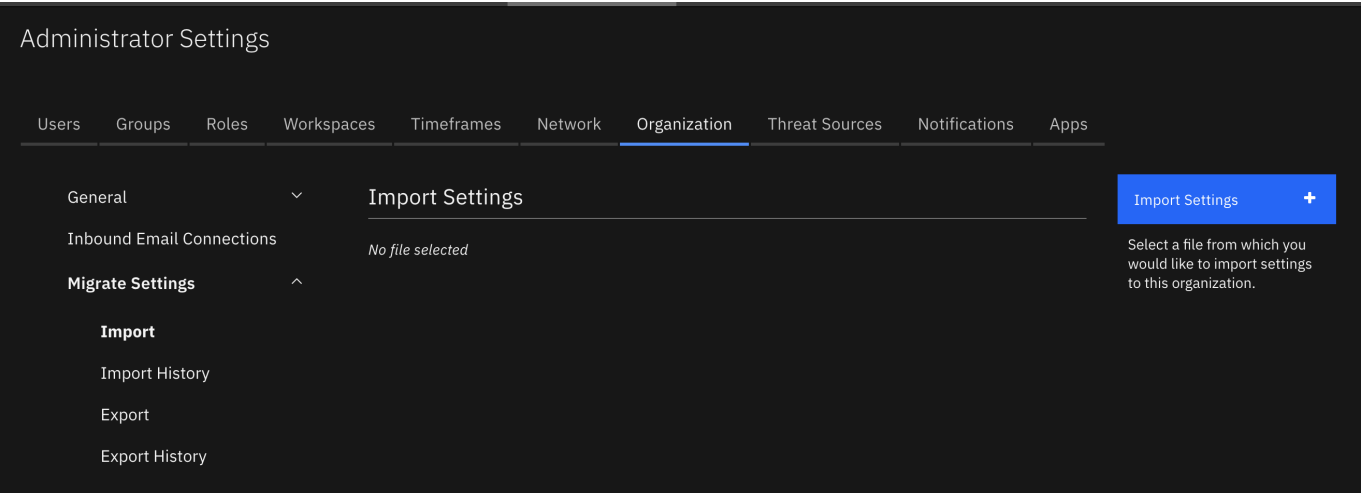 Administrator Settings
Users Groups Roles Workspaces Timeframes Network Organization Threat Sources Notifications Apps
General
Inbound Email Connections
Migrate Settings
Import
Import History
Export
Export History
Import Settings
No file selected
Import Settings +
Select a file from which you
would like to import settings
to this organization.